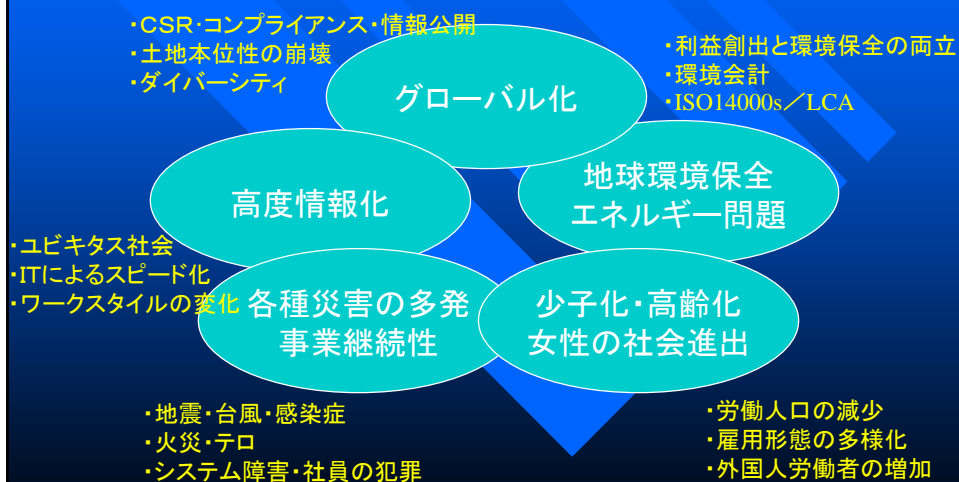 ・CSR・コンプライアンス・情報公開
・土地本位性の崩壊
・ダイバーシティ
グローバル化
・利益創出と環境保全の両立
・環境会計
・ISO14000s／LCA
高度情報化
・ユビキタス社会
・ITによるスピード化
・ワークスタイルの変化
地球環境保全
エネルギー問題
各種災害の多発
事業継続性
・地震・台風・感染症
・火災・テロ
・システム障害・社員の犯罪
少子化・高齢化
女性の社会進出
・労働人口の減少
・雇用形態の多様化
・外国人労働者の増加